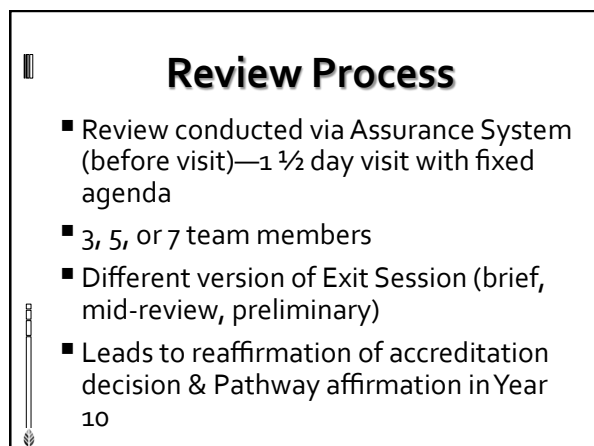 Review Process
■ Review conducted via Assurance System
(before visit)—1 ½ day visit with fixed
agenda
■ 3, 5, or 7 team members
■ Different version of Exit Session (brief,
mid-review, preliminary)
■ Leads to reaffirmation of accreditation
decision & Pathway affirmation in Year
10